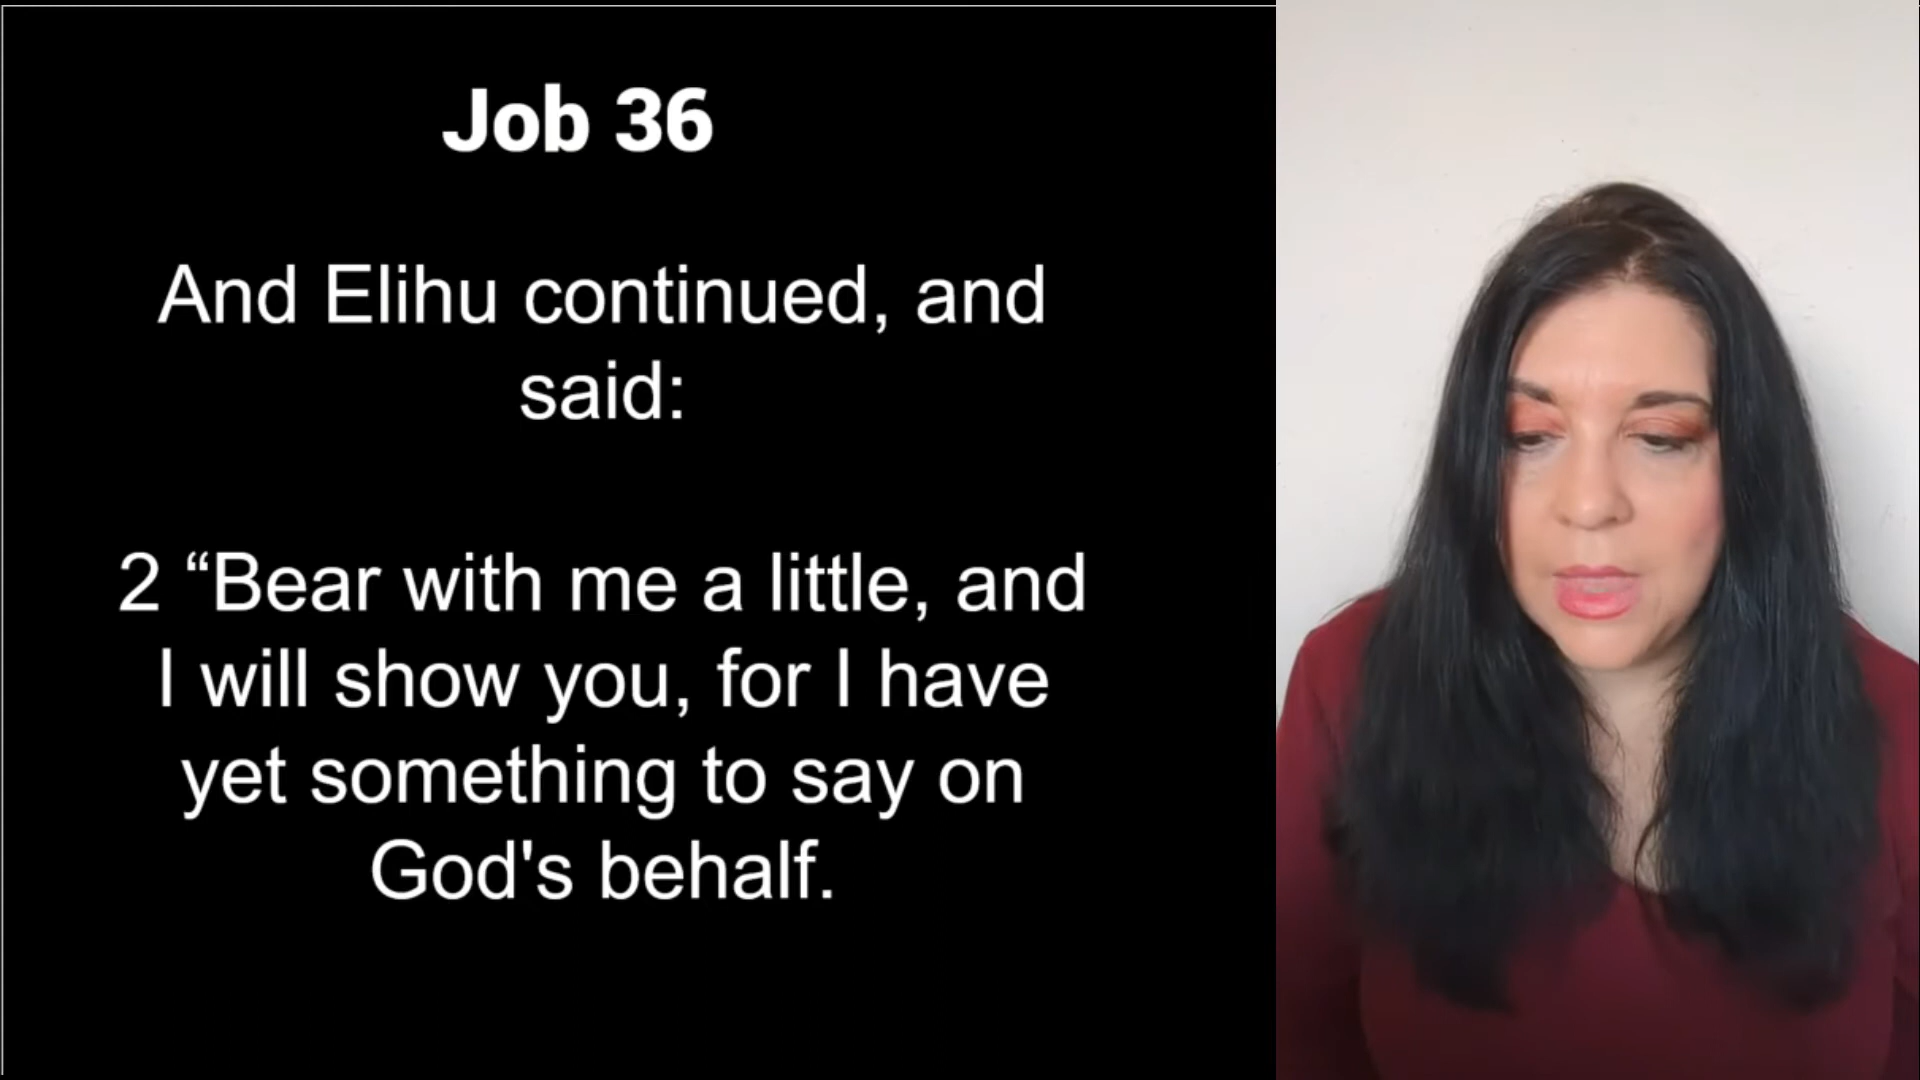 Job 36
And Elihu continued, and
said:
2 “Bear with me a little, and
I will show you, for I have
yet something to say on
God's behalf.